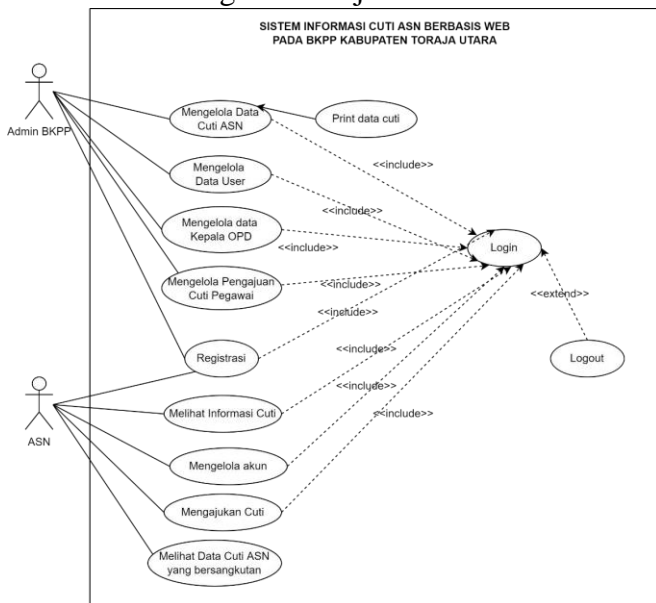 SISTEM INFORMASI CUTI ASN BERBASIS WEB
PADA BKPP KABUPATEN TORAJA UTARA
Admin BKPP
Mengelola Data
Cuti ASN
Print data cuti
<<include>>
Mengelola
Data User
<<include>>
Mengelola data
Kepala OPD
<<include>>
Login
Mengelola Pengajuan
Cuti Pegawai
<<include>>
<<extend>>
<<include>>
Registrasi
<<include>>
Logout
ASN
Melihat Informasi Cuti
<<include>>
<<include>>
Mengelola akun
Mengajukan Cuti
Melihat Data Cuti ASN
yang bersangkutan